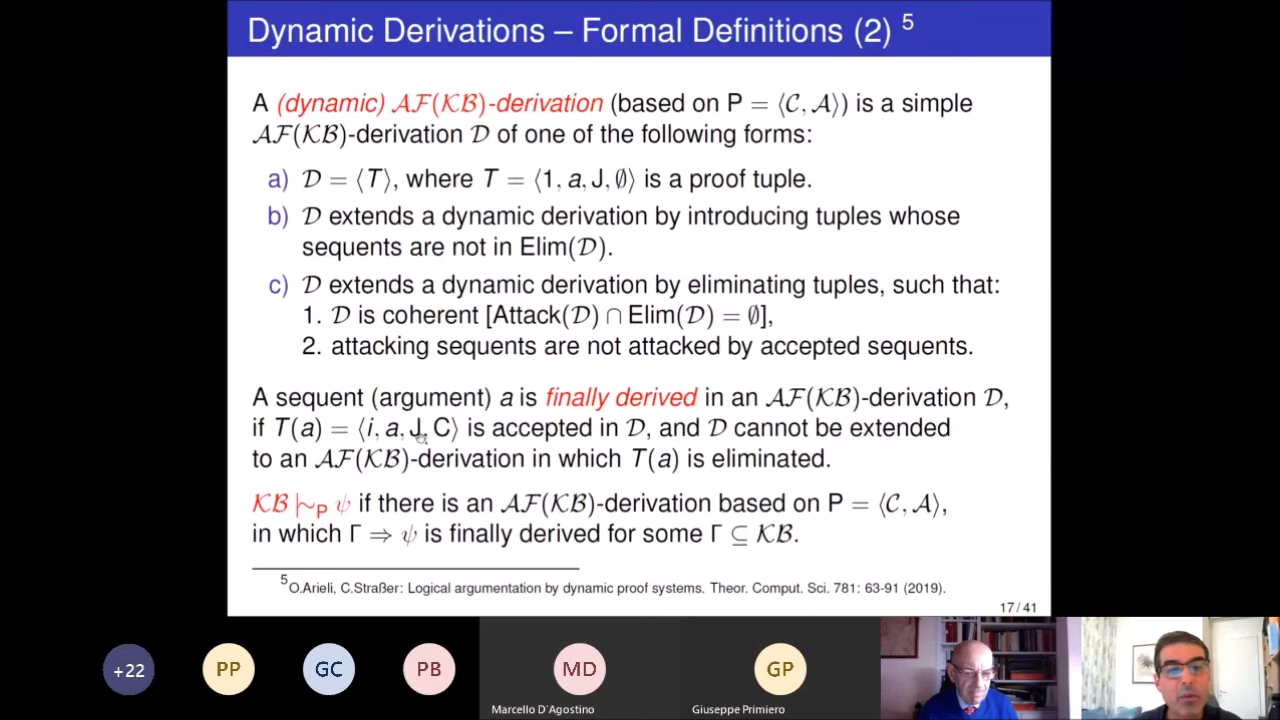 Dynamic Derivations – Formal Definitions (2) ⁵
A (dynamic) 𝒜ℱ(𝒦ℬ)-derivation (based on P = ⟨𝒞, 𝒜⟩) is a simple
𝒜ℱ(𝒦ℬ)-derivation 𝒟 of one of the following forms:
a) 𝒟 = ⟨T⟩, where T = ⟨1, a, J, ∅⟩ is a proof tuple.
b) 𝒟 extends a dynamic derivation by introducing tuples whose
sequents are not in Elim(𝒟).
c) 𝒟 extends a dynamic derivation by eliminating tuples, such that:
1. 𝒟 is coherent [Attack(𝒟) ∩ Elim(𝒟) = ∅],
2. attacking sequents are not attacked by accepted sequents.
A sequent (argument) a is finally derived in an 𝒜ℱ(𝒦ℬ)-derivation 𝒟,
if T(a) = ⟨i, a, J, C⟩ is accepted in 𝒟, and 𝒟 cannot be extended
to an 𝒜ℱ(𝒦ℬ)-derivation in which T(a) is eliminated.
𝒦ℬ |∼P ψ if there is an 𝒜ℱ(𝒦ℬ)-derivation based on P = ⟨𝒞, 𝒜⟩,
in which Γ ⇒ ψ is finally derived for some Γ ⊆ 𝒦ℬ.
⁵O.Arieli, C.Straßer: Logical argumentation by dynamic proof systems. Theor. Comput. Sci. 781: 63-91 (2019).
17 / 41
+22
PP
GC
PB
MD
GP
Marcello D´Agostino
Giuseppe Primiero